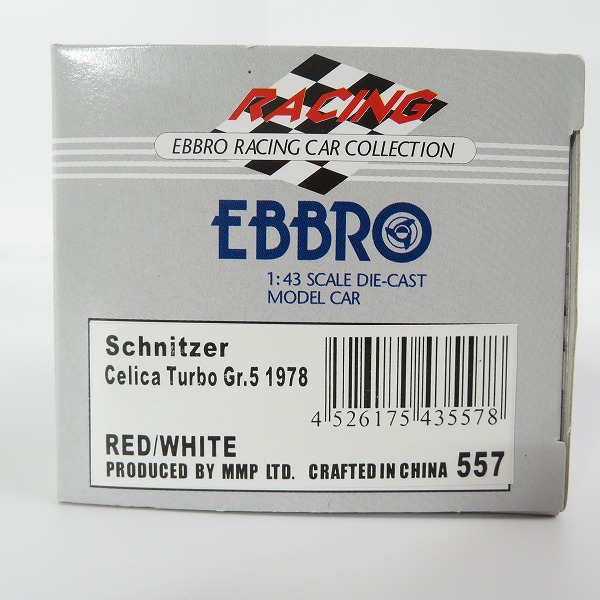 RACING
EBBRO RACING CAR COLLECTION
EBBRO
1:43 SCALE DIE-CAST
MODEL CAR
Schnitzer
Celica Turbo Gr.5 1978
4 526175 435578
RED/WHITE
PRODUCED BY MMP LTD. CRAFTED IN CHINA 557